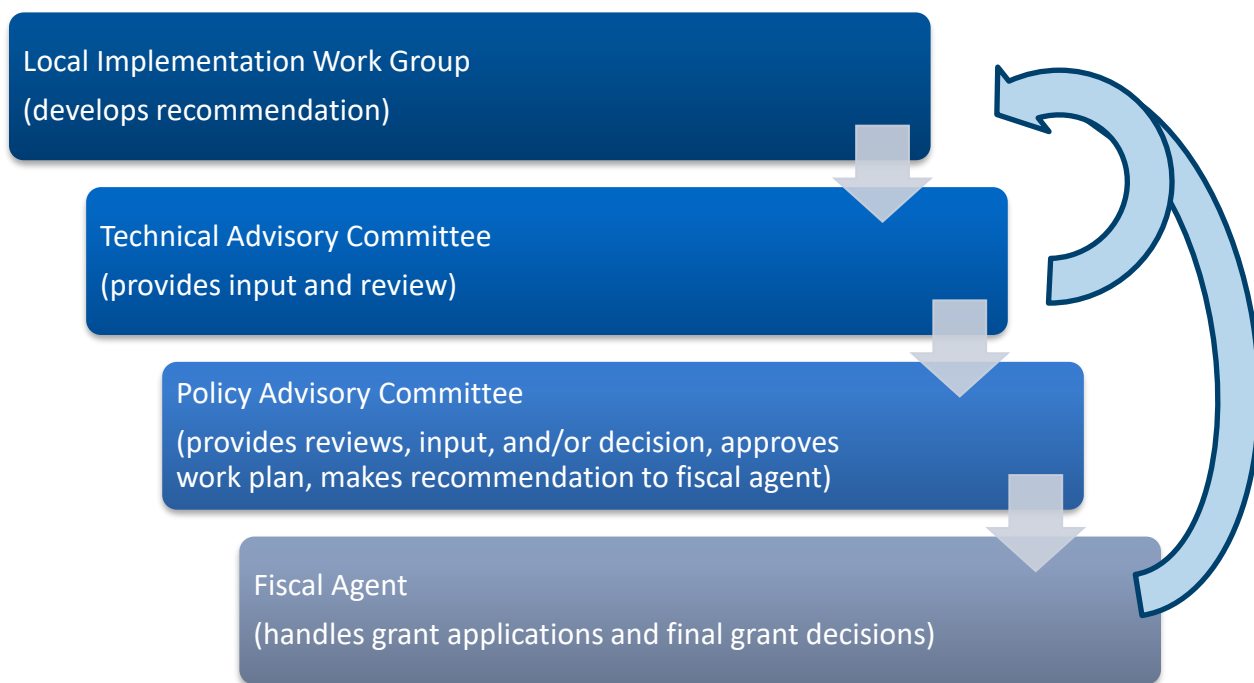 Local Implementation Work Group
(develops recommendation)
Technical Advisory Committee
(provides input and review)
Policy Advisory Committee
(provides reviews, input, and/or decision, approves
work plan, makes recommendation to fiscal agent)
Fiscal Agent
(handles grant applications and final grant decisions)